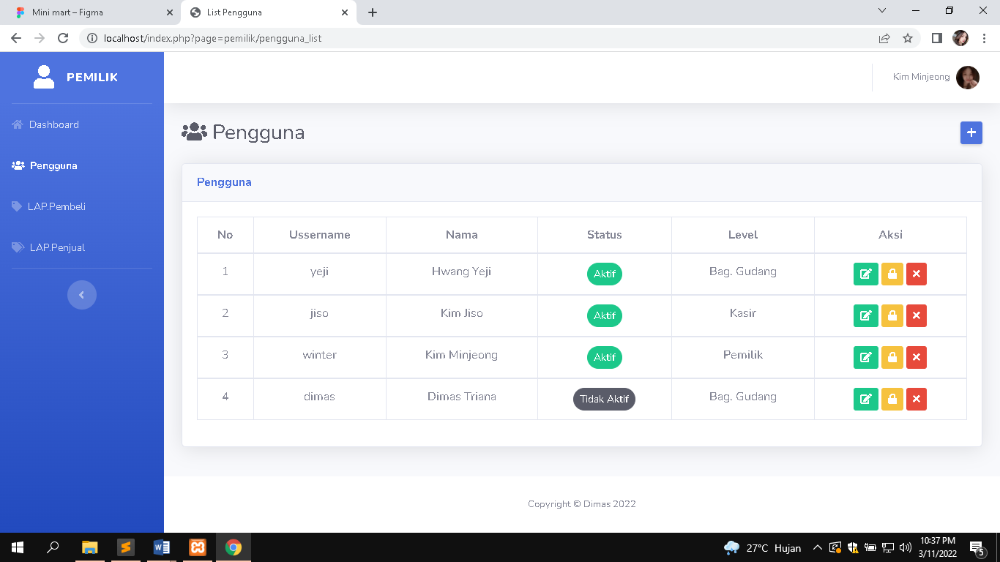 Mini mart – Figma
List Pengguna
localhost/index.php?page=pemilik/pengguna_list
PEMILIK
Kim Minjeong
Dashboard
Pengguna
LAP.Pembeli
LAP.Penjual
Pengguna
Pengguna
No Ussername Nama Status Level Aksi
1 yeji Hwang Yeji Aktif Bag. Gudang
2 jiso Kim Jiso Aktif Kasir
3 winter Kim Minjeong Aktif Pemilik
4 dimas Dimas Triana Tidak Aktif Bag. Gudang
Copyright © Dimas 2022
27°C Hujan
10:37 PM
3/11/2022
5